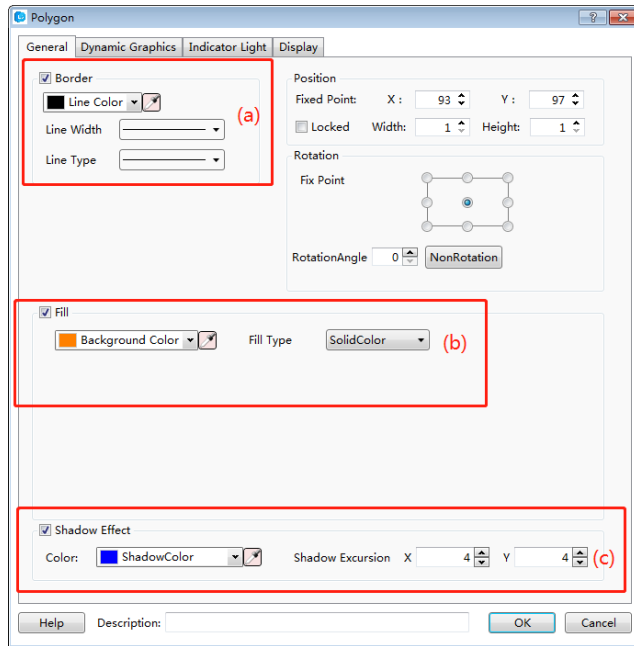 Polygon
General Dynamic Graphics Indicator Light Display
Border
Line Color
(a)
Line Width
Line Type
Position
Fixed Point: X : 93 Y : 97
Locked Width: 1 Height: 1
Rotation
Fix Point
RotationAngle 0 NonRotation
Fill
Background Color Fill Type SolidColor (b)
Shadow Effect
Color: ShadowColor Shadow Excursion X 4 Y 4 (c)
Help Description: OK Cancel